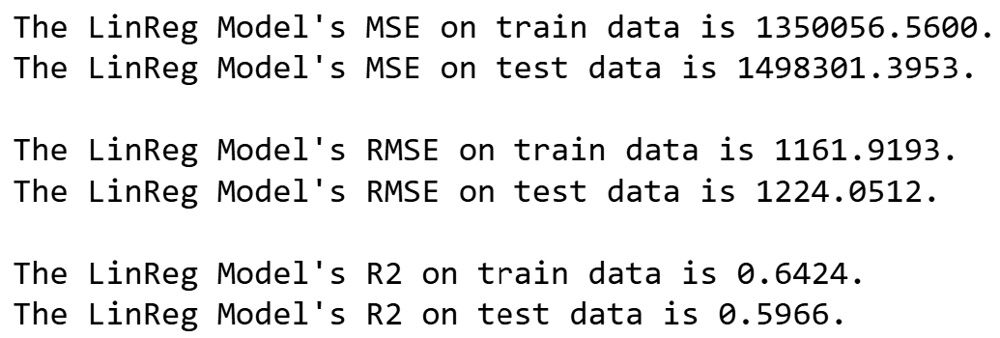 The LinReg Model's MSE on train data is 1350056.5600.
The LinReg Model's MSE on test data is 1498301.3953.
The LinReg Model's RMSE on train data is 1161.9193.
The LinReg Model's RMSE on test data is 1224.0512.
The LinReg Model's R2 on train data is 0.6424.
The LinReg Model's R2 on test data is 0.5966.